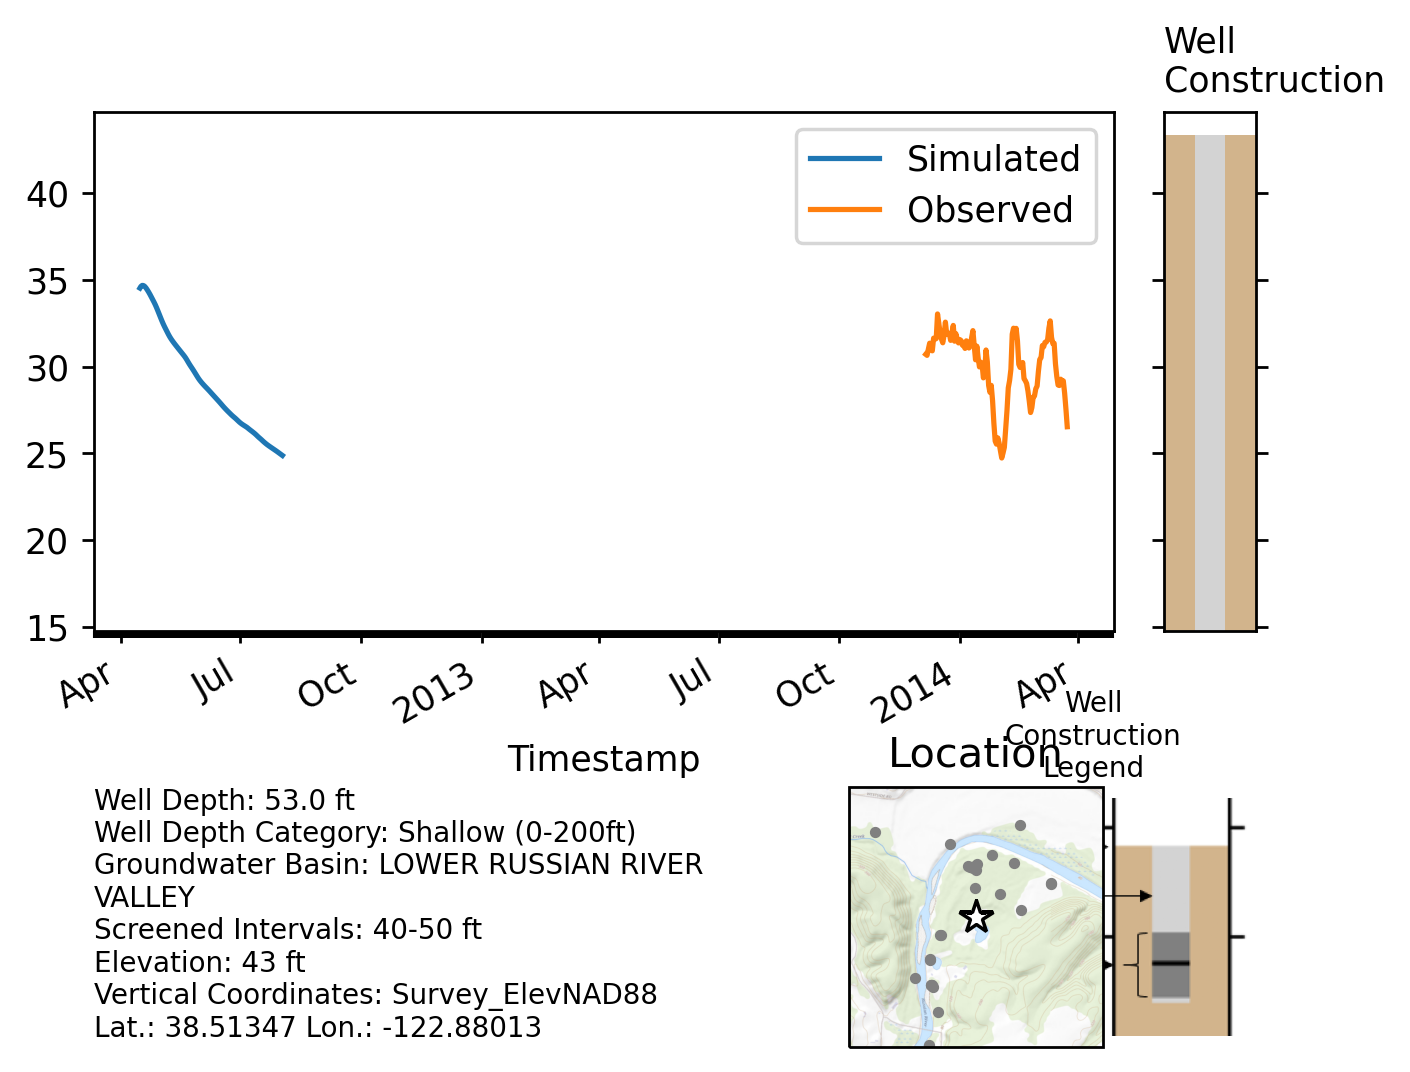 Well
Construction
Simulated
Observed
40
35
30
25
20
15
Apr
Jul
Oct
2013
Apr
Jul
Oct
2014
Apr
Timestamp
Well Depth: 53.0 ft
Well Depth Category: Shallow (0-200ft)
Groundwater Basin: LOWER RUSSIAN RIVER
VALLEY
Screened Intervals: 40-50 ft
Elevation: 43 ft
Vertical Coordinates: Survey_ElevNAD88
Lat.: 38.51347 Lon.: -122.88013
Location
Well
Construction
Legend